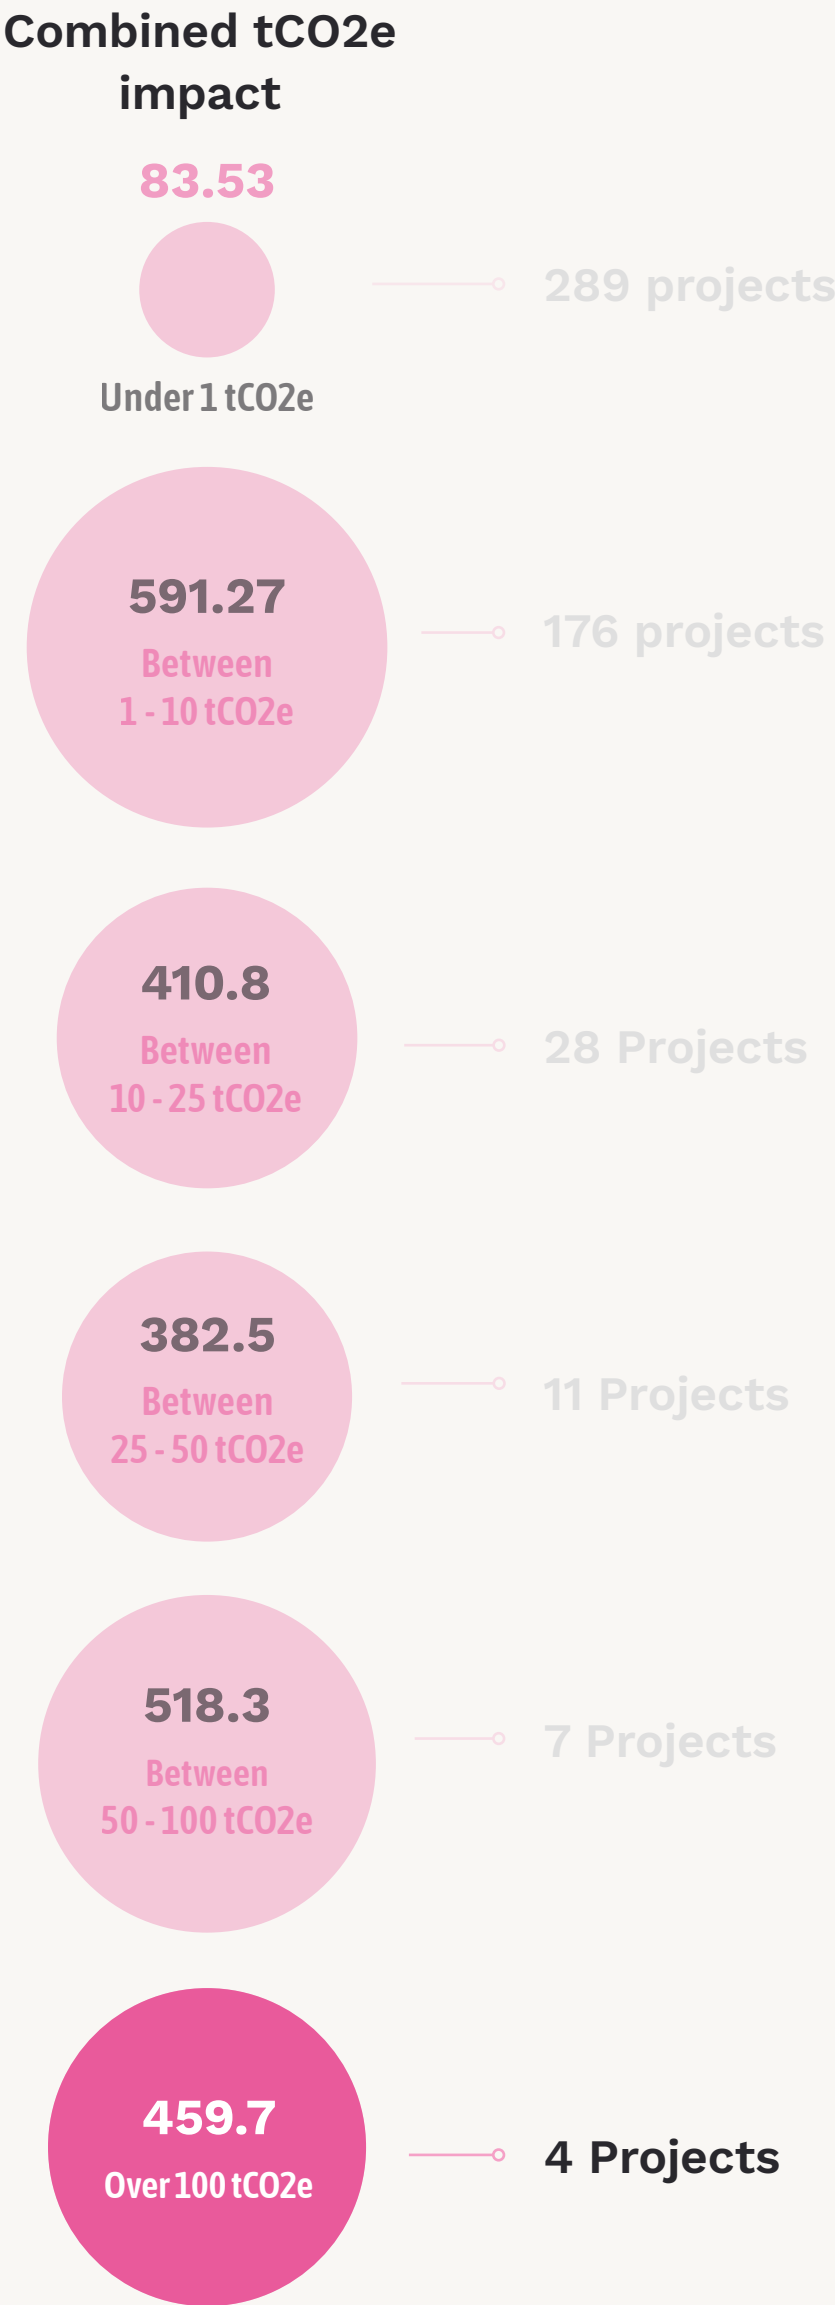 Combined tCO2e
impact
83.53
289 projects
Under 1 tCO2e
591.27
176 projects
Between
1 - 10 tCO2e
410.8
28 Projects
Between
10 - 25 tCO2e
382.5
11 Projects
Between
25 - 50 tCO2e
518.3
7 Projects
Between
50 - 100 tCO2e
459.7
4 Projects
Over 100 tCO2e